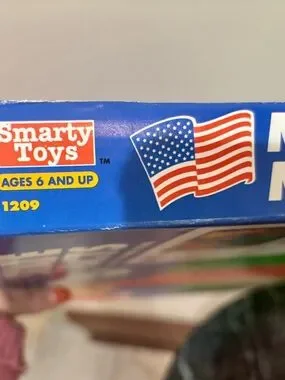 Smarty
Toys
TM
AGES 6 AND UP
1209